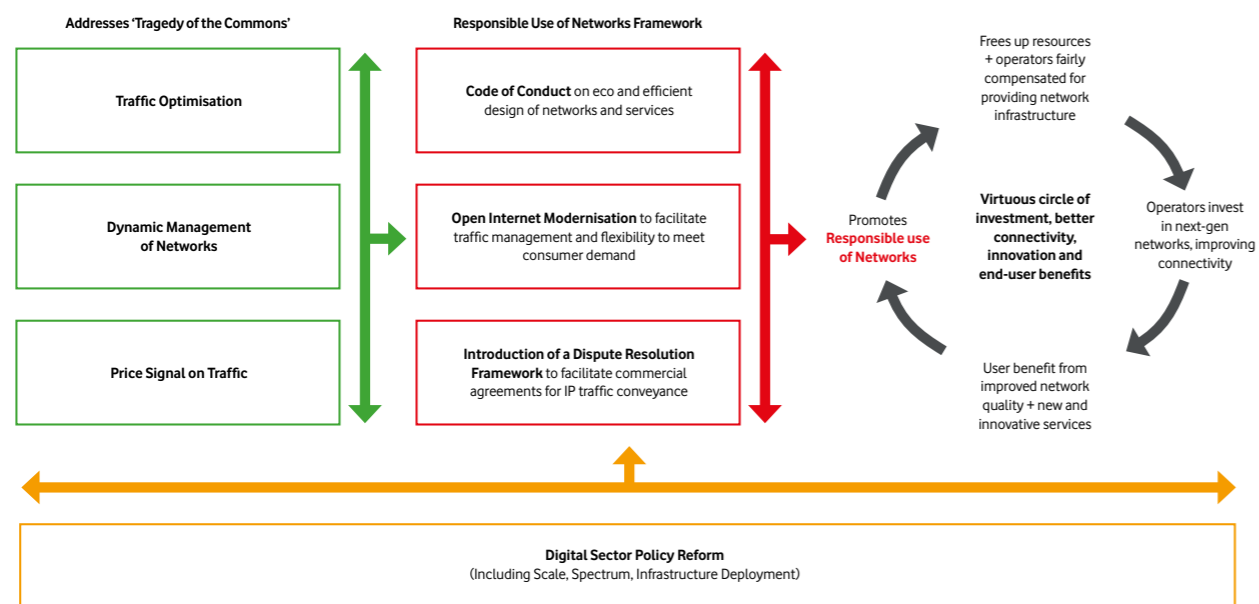 Addresses 'Tragedy of the Commons'
Traffic Optimisation
Dynamic Management
of Networks
Price Signal on Traffic
Responsible Use of Networks Framework
Code of Conduct on eco and efficient
design of networks and services
Open Internet Modernisation to facilitate
traffic management and flexibility to meet
consumer demand
Introduction of a Dispute Resolution
Framework to facilitate commercial
agreements for IP traffic conveyance
Promotes
Responsible use
of Networks
Frees up resources
+ operators fairly
compensated for
providing network
infrastructure
Virtuous circle of
investment, better
connectivity,
innovation and
end-user benefits
Operators invest
in next-gen
networks, improving
connectivity
User benefit from
improved network
quality + new and
innovative services
Digital Sector Policy Reform
(Including Scale, Spectrum, Infrastructure Deployment)